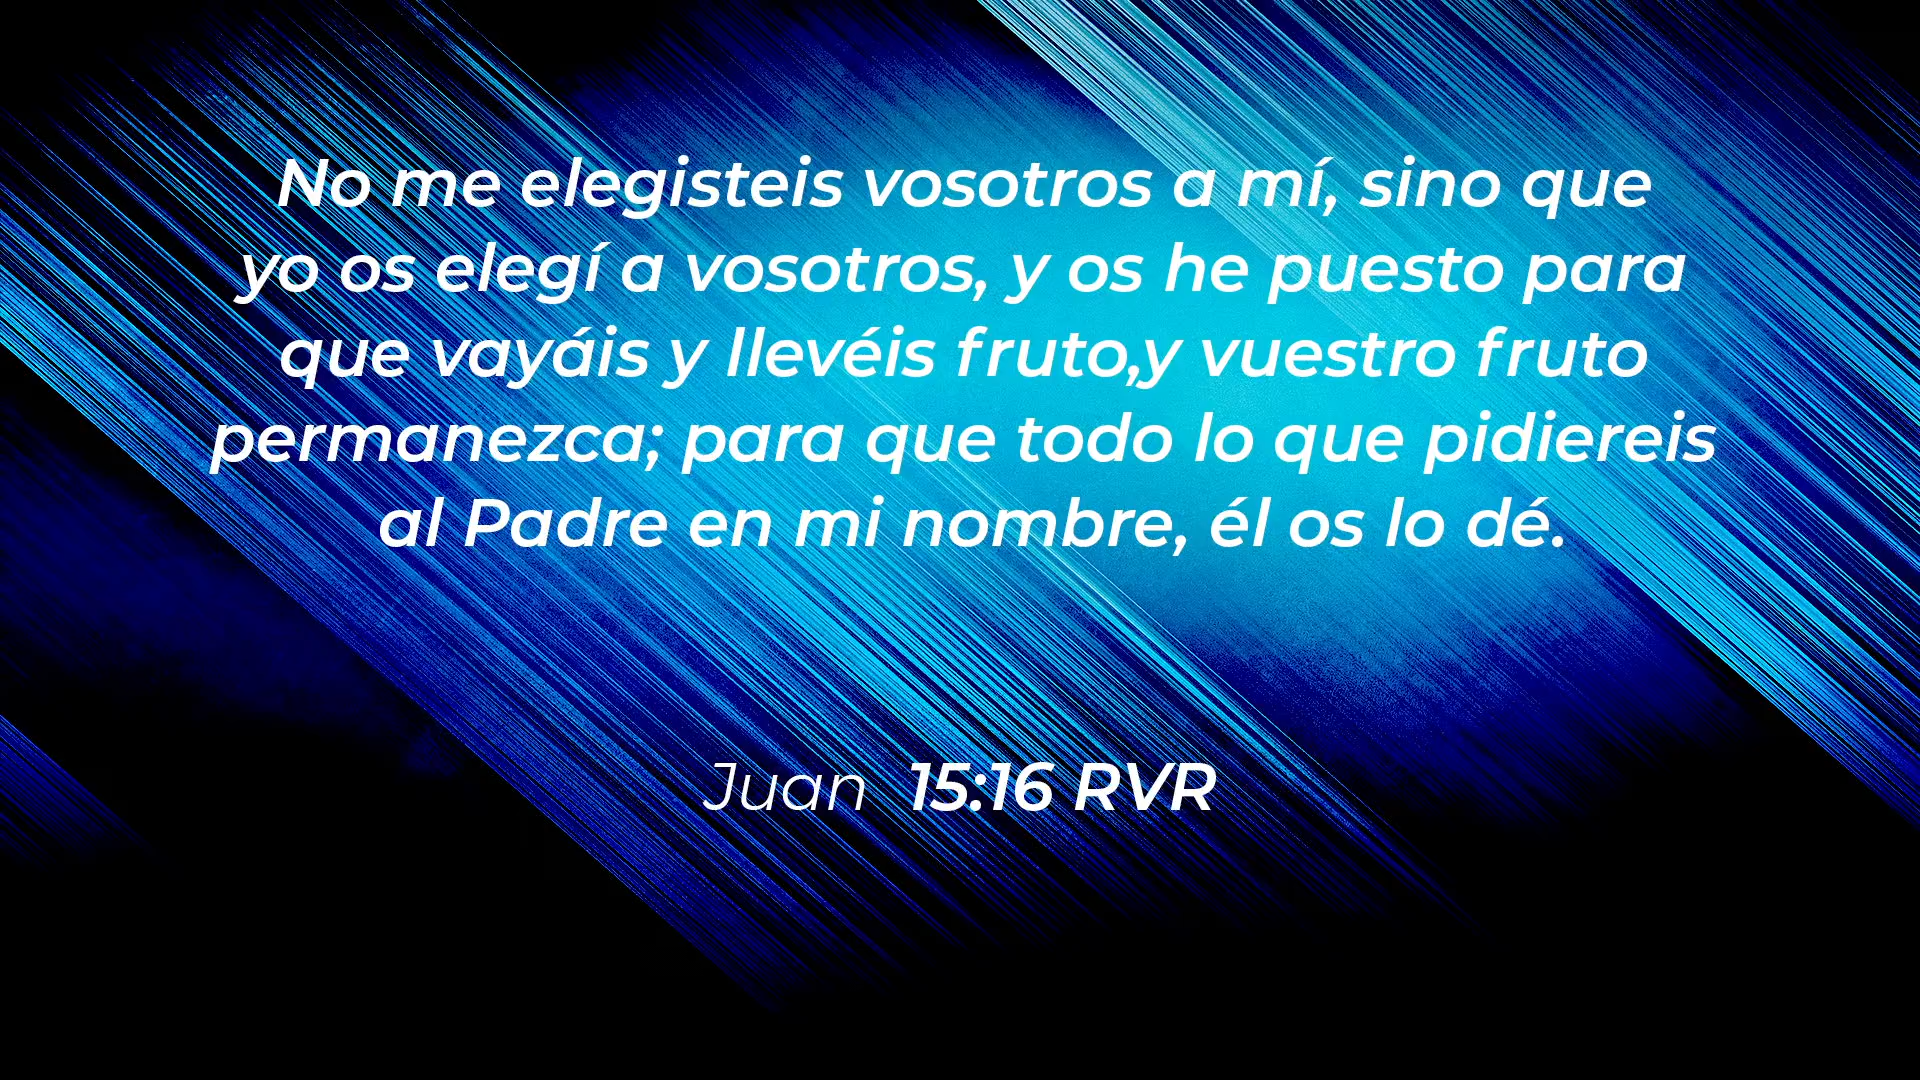 No me elegisteis vosotros a mí, sino que
yo os elegí a vosotros, y os he puesto para
que vayáis y llevéis fruto,y vuestro fruto
permanezca; para que todo lo que pidiereis
al Padre en mi nombre, él os lo dé.
Juan 15:16 RVR